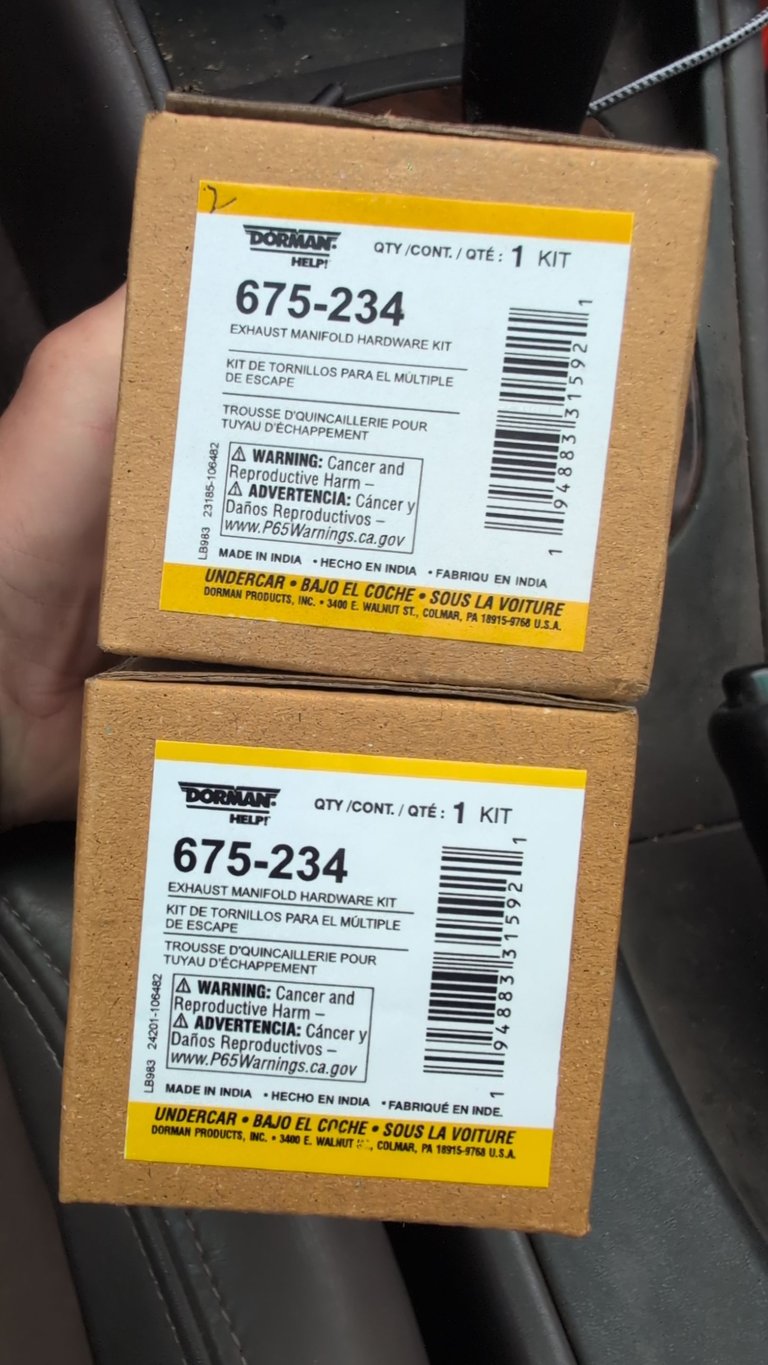 2
DORMAN
HELP!
QTY /CONT. / QTÉ : 1 KIT
675-234
EXHAUST MANIFOLD HARDWARE KIT
KIT DE TORNILLOS PARA EL MÚLTIPLE
DE ESCAPE
TROUSSE D'QUINCAILLERIE POUR
TUYAU D'ÉCHAPPEMENT
⚠ WARNING: Cancer and
Reproductive Harm –
⚠ ADVERTENCIA: Cáncer y
Daños Reproductivos –
www.P65Warnings.ca.gov
LB983 23185-106482
1 94883 31592 1
MADE IN INDIA • HECHO EN INDIA • FABRIQU EN INDIA
UNDERCAR • BAJO EL COCHE • SOUS LA VOITURE
DORMAN PRODUCTS, INC. • 3400 E. WALNUT ST., COLMAR, PA 18915-9768 U.S.A.
DORMAN
HELP!
QTY /CONT. / QTÉ : 1 KIT
675-234
EXHAUST MANIFOLD HARDWARE KIT
KIT DE TORNILLOS PARA EL MÚLTIPLE
DE ESCAPE
TROUSSE D'QUINCAILLERIE POUR
TUYAU D'ÉCHAPPEMENT
⚠ WARNING: Cancer and
Reproductive Harm –
⚠ ADVERTENCIA: Cáncer y
Daños Reproductivos –
www.P65Warnings.ca.gov
LB983 24201-106482
1 94883 31592 1
MADE IN INDIA • HECHO EN INDIA • FABRIQUÉ EN INDE.
UNDERCAR • BAJO EL COCHE • SOUS LA VOITURE
DORMAN PRODUCTS, INC. • 3400 E. WALNUT , COLMAR, PA 18915-9768 U.S.A.